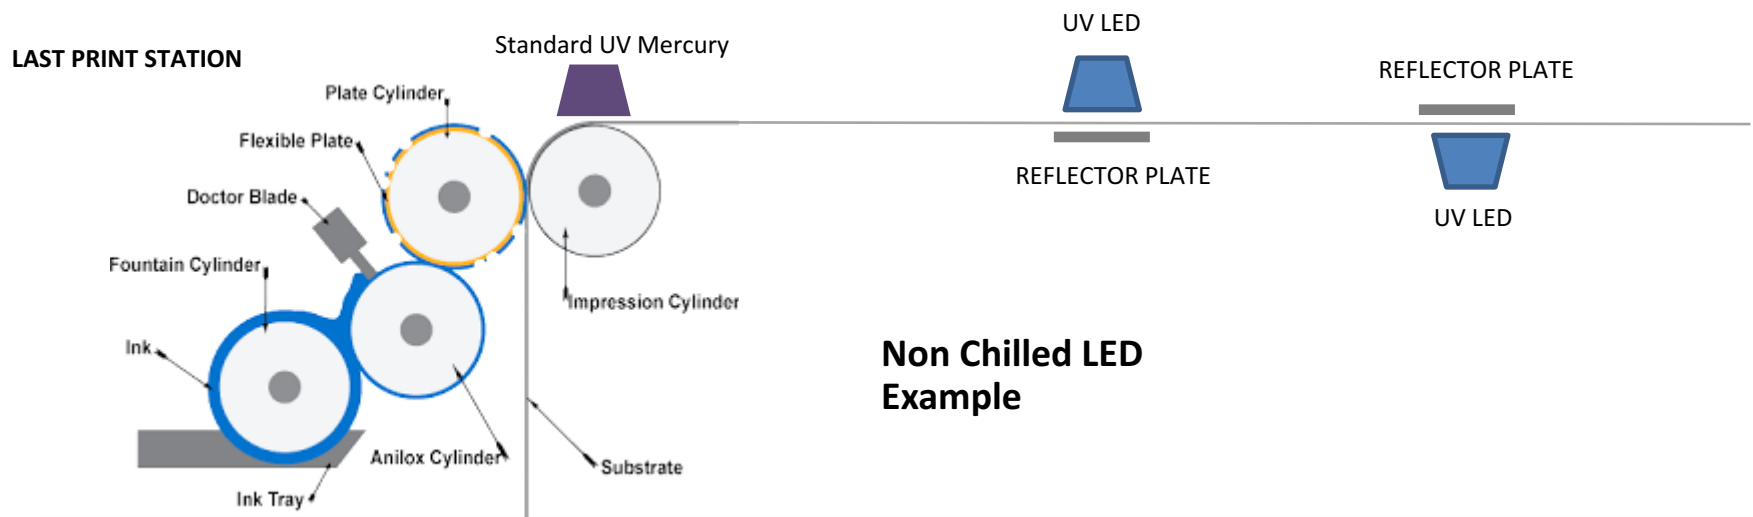 UV LED
Standard UV Mercury
LAST PRINT STATION
REFLECTOR PLATE
Plate Cylinder
Flexible Plate
REFLECTOR PLATE
Doctor Blade
UV LED
Fountain Cylinder
Impression Cylinder
Ink
Non Chilled LED
Example
Anilox Cylinder
Substrate
Ink Tray